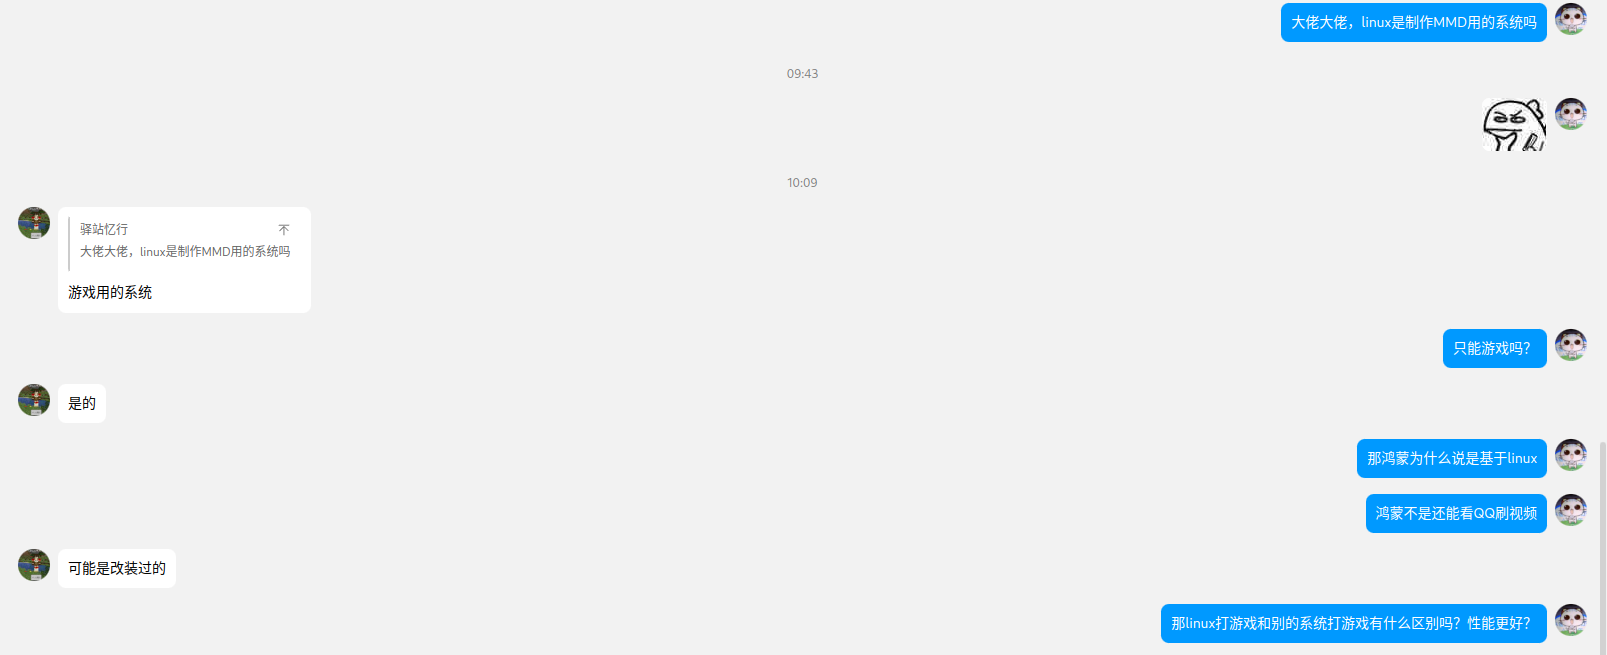 大佬大佬，linux是制作MMD用的系统吗
09:43
10:09
驿站忆行
大佬大佬，linux是制作MMD用的系统吗
游戏用的系统
只能游戏吗？
是的
那鸿蒙为什么说是基于linux
鸿蒙不是还能看QQ刷视频
可能是改装过的
那linux打游戏和别的系统打游戏有什么区别吗？性能更好？